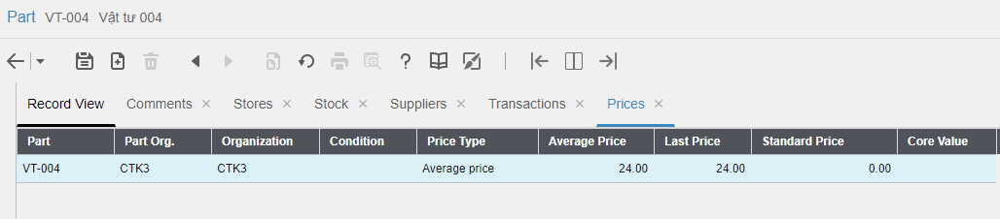 Part VT-004 Vật tư 004
Record View Comments Stores Stock Suppliers Transactions Prices
Part Part Org. Organization Condition Price Type Average Price Last Price Standard Price Core Value
VT-004 CTK3 CTK3 Average price 24.00 24.00 0.00